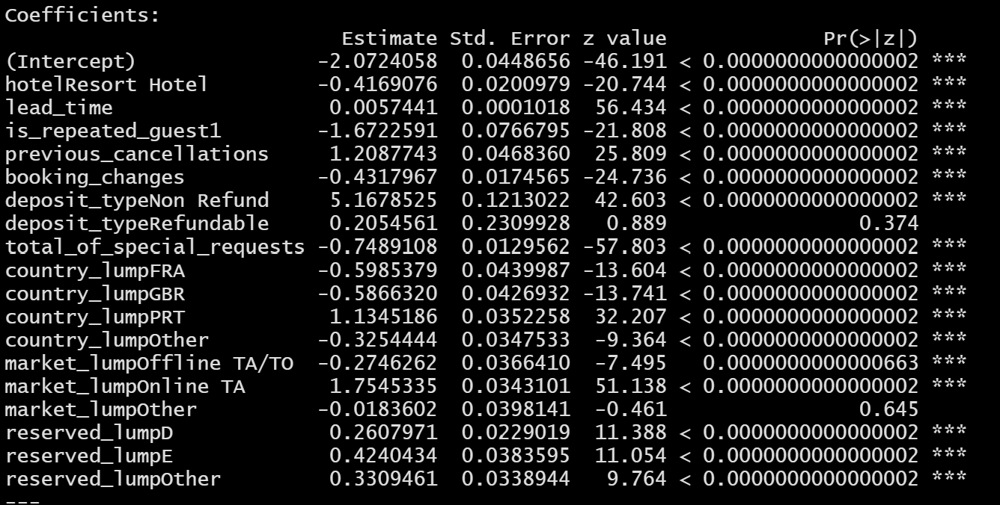 Coefficients:
                            Estimate Std. Error z value             Pr(>|z|)
(Intercept)               -2.0724058  0.0448656 -46.191 < 0.0000000000000002 ***
hotelResort Hotel         -0.4169076  0.0200979 -20.744 < 0.0000000000000002 ***
lead_time                  0.0057441  0.0001018  56.434 < 0.0000000000000002 ***
is_repeated_guest1        -1.6722591  0.0766795 -21.808 < 0.0000000000000002 ***
previous_cancellations     1.2087743  0.0468360  25.809 < 0.0000000000000002 ***
booking_changes           -0.4317967  0.0174565 -24.736 < 0.0000000000000002 ***
deposit_typeNon Refund     5.1678525  0.1213022  42.603 < 0.0000000000000002 ***
deposit_typeRefundable     0.2054561  0.2309928   0.889                0.374
total_of_special_requests -0.7489108  0.0129562 -57.803 < 0.0000000000000002 ***
country_lumpFRA           -0.5985379  0.0439987 -13.604 < 0.0000000000000002 ***
country_lumpGBR           -0.5866320  0.0426932 -13.741 < 0.0000000000000002 ***
country_lumpPRT            1.1345186  0.0352258  32.207 < 0.0000000000000002 ***
country_lumpOther         -0.3254444  0.0347533  -9.364 < 0.0000000000000002 ***
market_lumpOffline TA/TO  -0.2746262  0.0366410  -7.495   0.0000000000000663 ***
market_lumpOnline TA       1.7545335  0.0343101  51.138 < 0.0000000000000002 ***
market_lumpOther          -0.0183602  0.0398141  -0.461                0.645
reserved_lumpD             0.2607971  0.0229019  11.388 < 0.0000000000000002 ***
reserved_lumpE             0.4240434  0.0383595  11.054 < 0.0000000000000002 ***
reserved_lumpOther         0.3309461  0.0338944   9.764 < 0.0000000000000002 ***
---